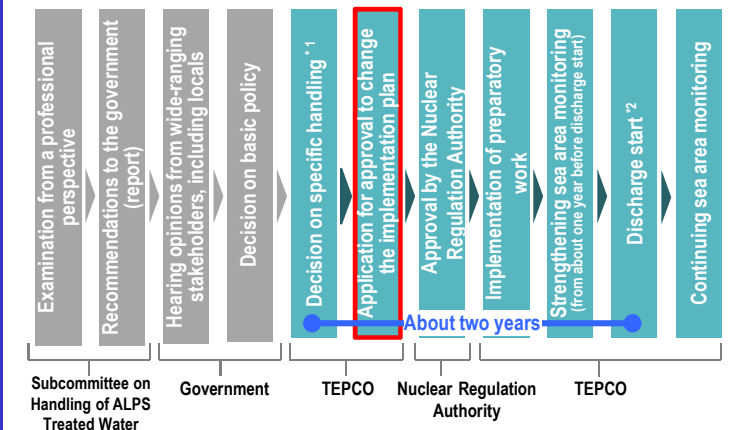 Examination from a professional
perspective
Recommendations to the government
(report)
Hearing opinions from wide-ranging
stakeholders, including locals
Decision on basic policy
Decision on specific handling*1
Application for approval to change
the implementation plan
Approval by the Nuclear
Regulation Authority
Implementation of preparatory
work
Strengthening sea area monitoring
(from about one year before discharge start)
Discharge start*2
Continuing sea area monitoring
About two years
Subcommittee on
Handling of ALPS
Treated Water
Government
TEPCO
Nuclear Regulation
Authority
TEPCO